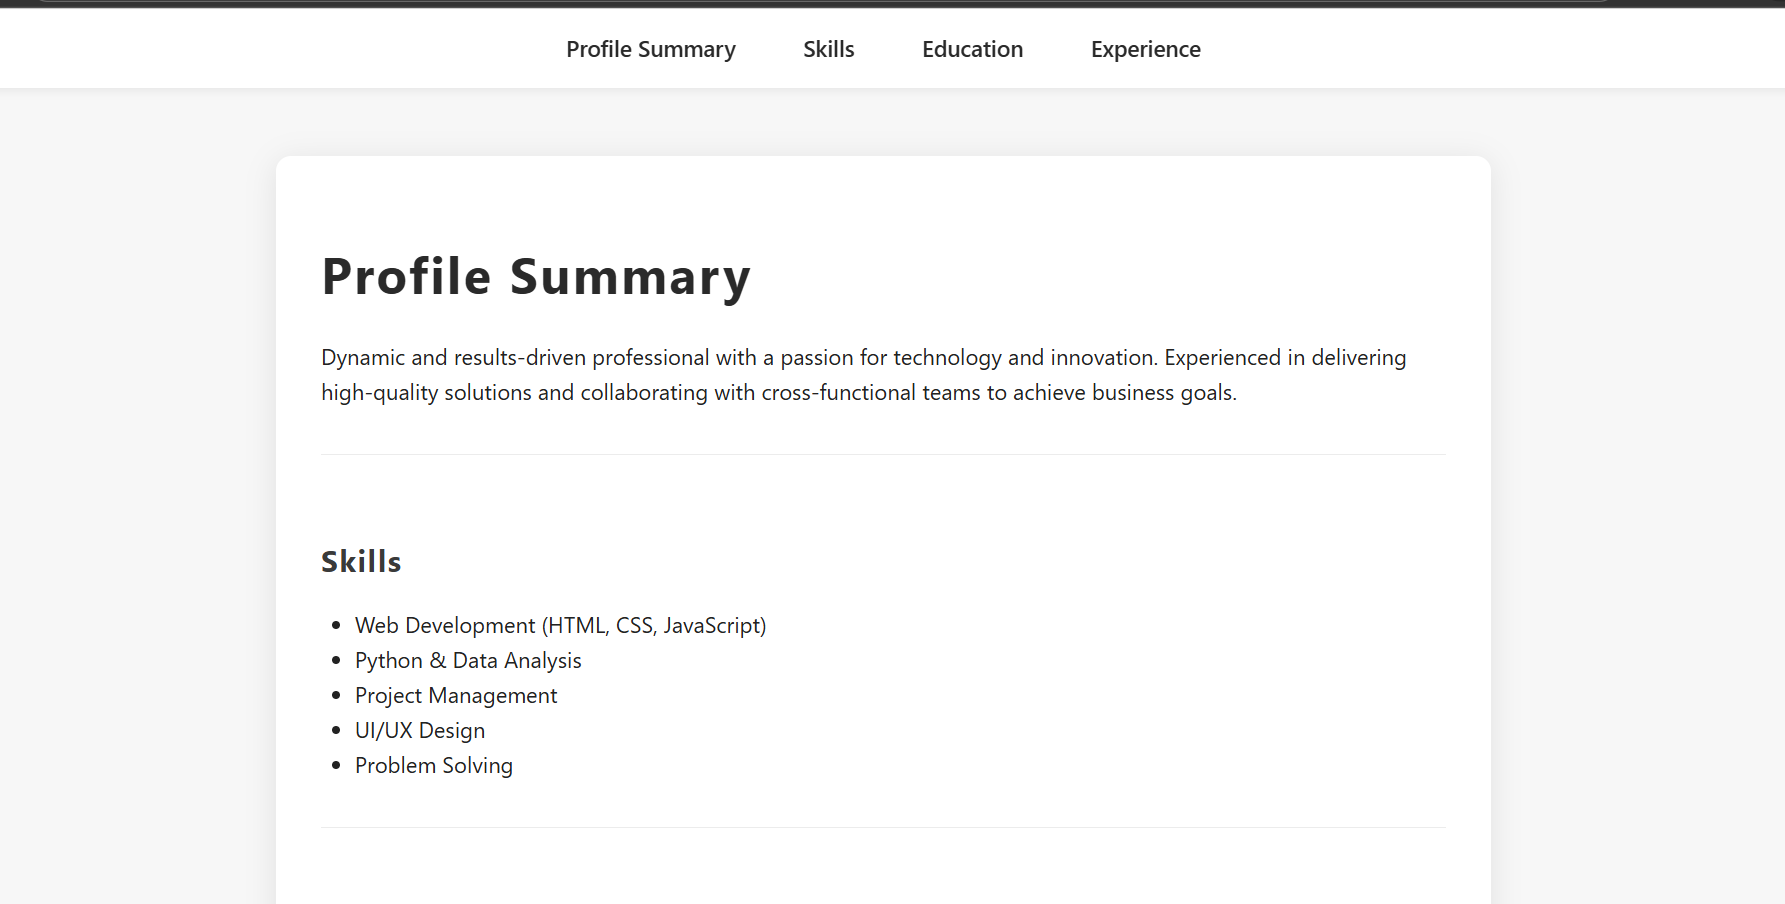 Profile Summary Skills Education Experience
Profile Summary
Dynamic and results-driven professional with a passion for technology and innovation. Experienced in delivering
high-quality solutions and collaborating with cross-functional teams to achieve business goals.
Skills
• Web Development (HTML, CSS, JavaScript)
• Python & Data Analysis
• Project Management
• UI/UX Design
• Problem Solving